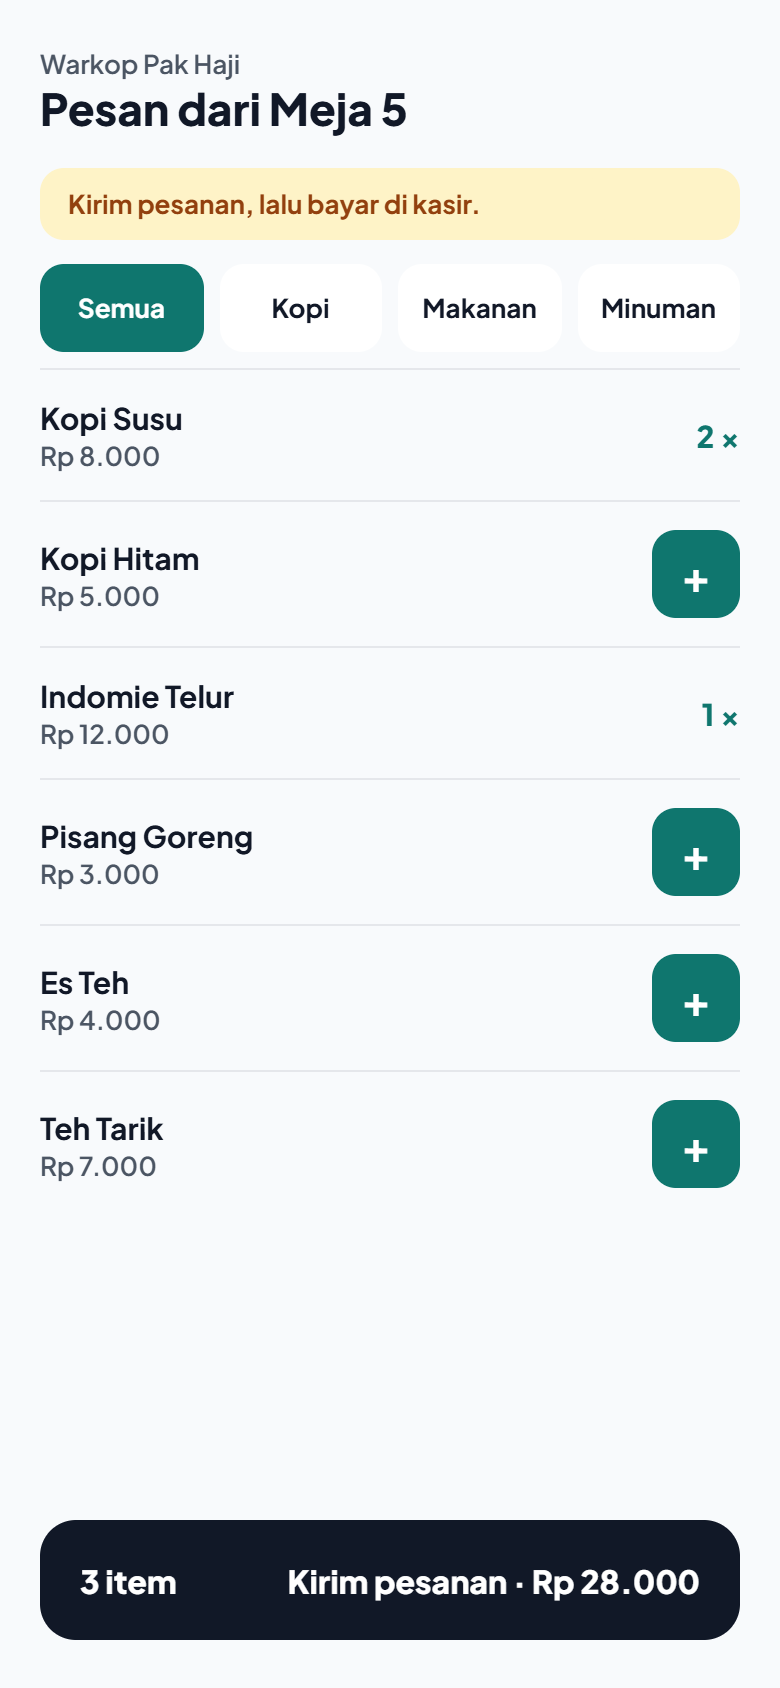 Warkop Pak Haji
Pesan dari Meja 5
Kirim pesanan, lalu bayar di kasir.
Semua Kopi Makanan Minuman
Kopi Susu
Rp 8.000
2 ×
Kopi Hitam
Rp 5.000
+
Indomie Telur
Rp 12.000
1 ×
Pisang Goreng
Rp 3.000
+
Es Teh
Rp 4.000
+
Teh Tarik
Rp 7.000
+
3 item Kirim pesanan · Rp 28.000